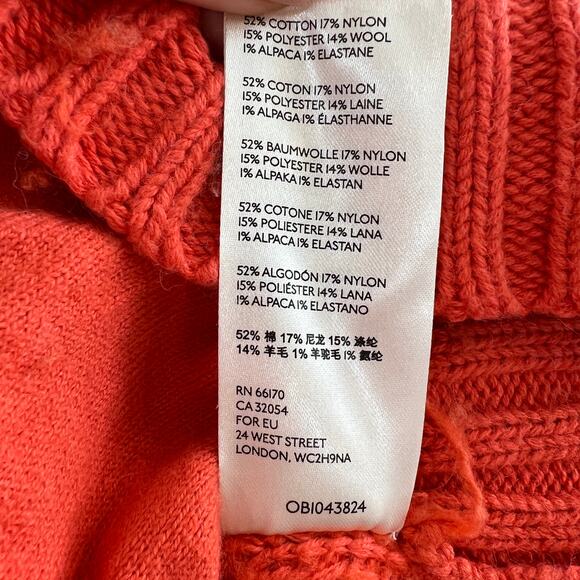 52% COTTON 17% NYLON
15% POLYESTER 14% WOOL
1% ALPACA 1% ELASTANE
52% COTON 17% NYLON
15% POLYESTER 14% LAINE
1% ALPAGA 1% ÉLASTHANNE
52% BAUMWOLLE 17% NYLON
15% POLYESTER 14% WOLLE
1% ALPAKA 1% ELASTAN
52% COTONE 17% NYLON
15% POLIESTERE 14% LANA
1% ALPACA 1% ELASTAN
52% ALGODÓN 17% NYLON
15% POLIÉSTER 14% LANA
1% ALPACA 1% ELASTANO
52% 棉 17% 尼龙 15% 涤纶
14% 羊毛 1% 羊驼毛 1% 氨纶
RN 66170
CA 32054
FOR EU
24 WEST STREET
LONDON, WC2H9NA
OB1043824